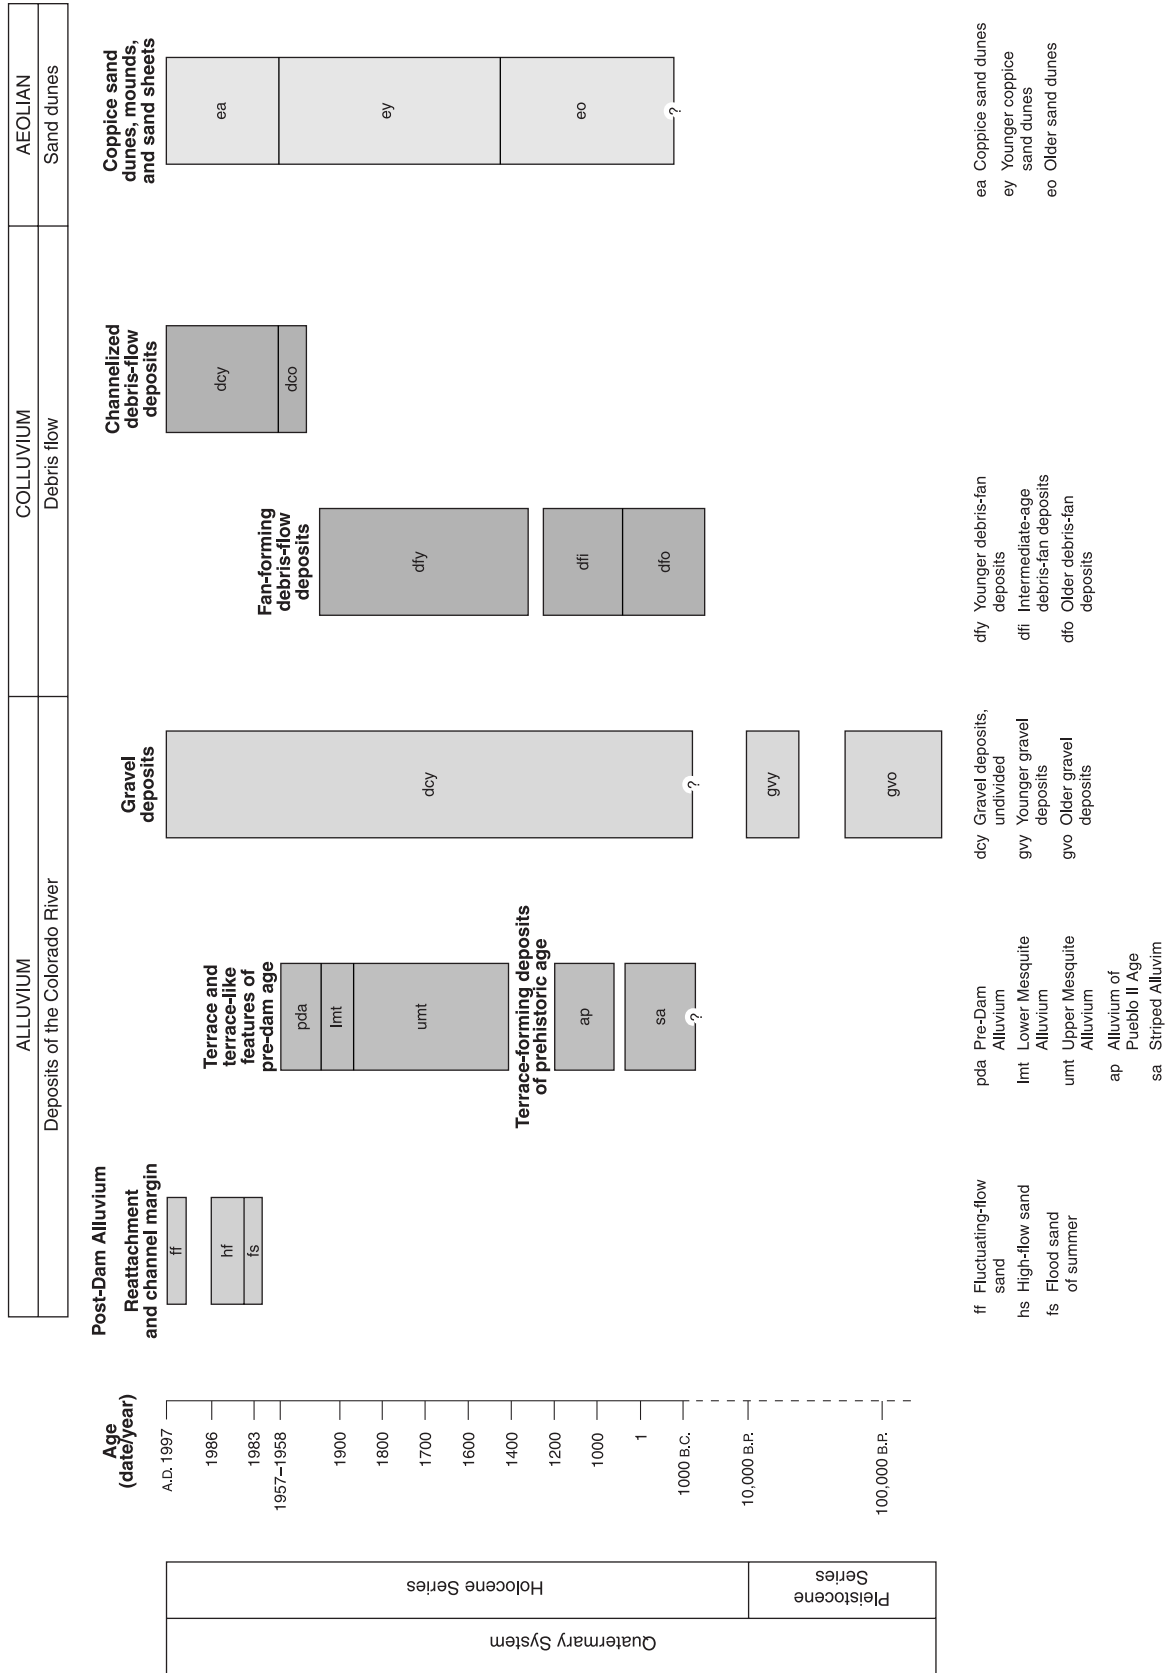 ALLUVIUM
COLLUVIUM
AEOLIAN
Deposits of the Colorado River
Debris flow
Sand dunes
Age
(date/year)
A.D. 1997
1986
1983
1957–1958
1900
1800
1700
1600
1400
1200
1000
1
1000 B.C.
10,000 B.P.
100,000 B.P.
Quatermary System
Holocene Series
Pleistocene
Series
Post-Dam Alluvium
Reattachment
and channel margin
ff
hf
fs
Terrace and
terrace-like
features of
pre-dam age
pda
lmt
umt
Terrace-forming deposits
of prehistoric age
ap
sa
?
Gravel
deposits
dcy
?
gvy
gvo
Fan-forming
debris-flow
deposits
dfy
dfi
dfo
Channelized
debris-flow
deposits
dcy
dco
Coppice sand
dunes, mounds,
and sand sheets
ea
ey
eo
?
ff Fluctuating-flow
sand
hs High-flow sand
fs Flood sand
of summer
pda Pre-Dam
Alluvium
lmt Lower Mesquite
Alluvium
umt Upper Mesquite
Alluvium
ap Alluvium of
Pueblo II Age
sa Striped Alluvim
dcy Gravel deposits,
undivided
gvy Younger gravel
deposits
gvo Older gravel
deposits
dfy Younger debris-fan
deposits
dfi Intermediate-age
debris-fan deposits
dfo Older debris-fan
deposits
ea Coppice sand dunes
ey Younger coppice
sand dunes
eo Older sand dunes